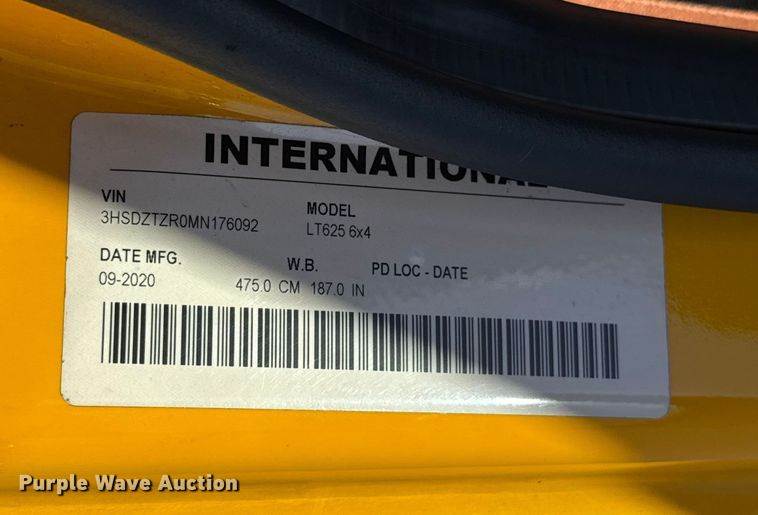 INTERNATIONAL
VIN MODEL
3HSDZTZR0MN176092 LT625 6x4
DATE MFG. W.B. PD LOC - DATE
09-2020 475.0 CM 187.0 IN
Purple Wave Auction